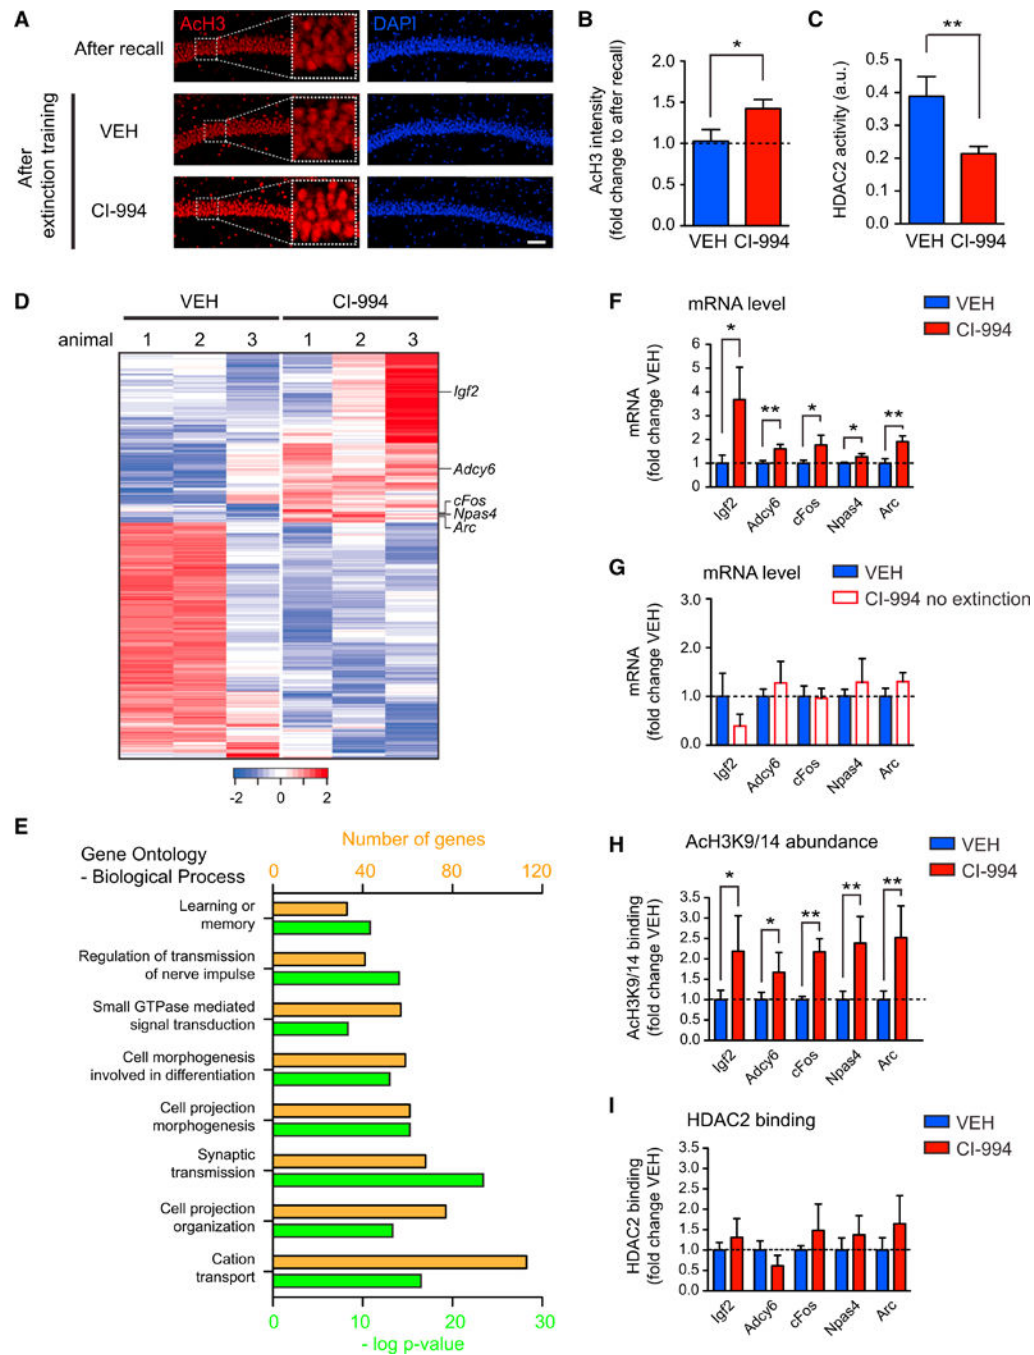 A
AcH3
DAPI
After recall
VEH
CI-994
After
extinction training
B
*
AcH3 intensity
(fold change to after recall)
2.0
1.5
1.0
0.5
0
VEH CI-994
C
**
HDAC2 activity (a.u.)
0.5
0.4
0.3
0.2
0.1
0.0
VEH CI-994
D
VEH CI-994
animal 1 2 3 1 2 3
Igf2
Adcy6
cFos
Npas4
Arc
-2 0 2
E
Gene Ontology
- Biological Process
Number of genes
0 40 80 120
Learning or
memory
Regulation of transmission
of nerve impulse
Small GTPase mediated
signal transduction
Cell morphogenesis
involved in differentiation
Cell projection
morphogenesis
Synaptic
transmission
Cell projection
organization
Cation
transport
0 10 20 30
- log p-value
F
mRNA level
VEH
CI-994
mRNA
(fold change VEH)
6
5
4
3
2
1
0
* ** * * **
Igf2 Adcy6 cFos Npas4 Arc
G
mRNA level
VEH
CI-994 no extinction
mRNA
(fold change VEH)
3.0
2.0
1.0
0.0
Igf2 Adcy6 cFos Npas4 Arc
H
AcH3K9/14 abundance
VEH
CI-994
AcH3K9/14 binding
(fold change VEH)
3.5
3.0
2.5
2.0
1.5
1.0
0.5
0.0
* * ** ** **
Igf2 Adcy6 cFos Npas4 Arc
I
HDAC2 binding
VEH
CI-994
HDAC2 binding
(fold change VEH)
3.5
3.0
2.5
2.0
1.5
1.0
0.5
0.0
Igf2 Adcy6 cFos Npas4 Arc